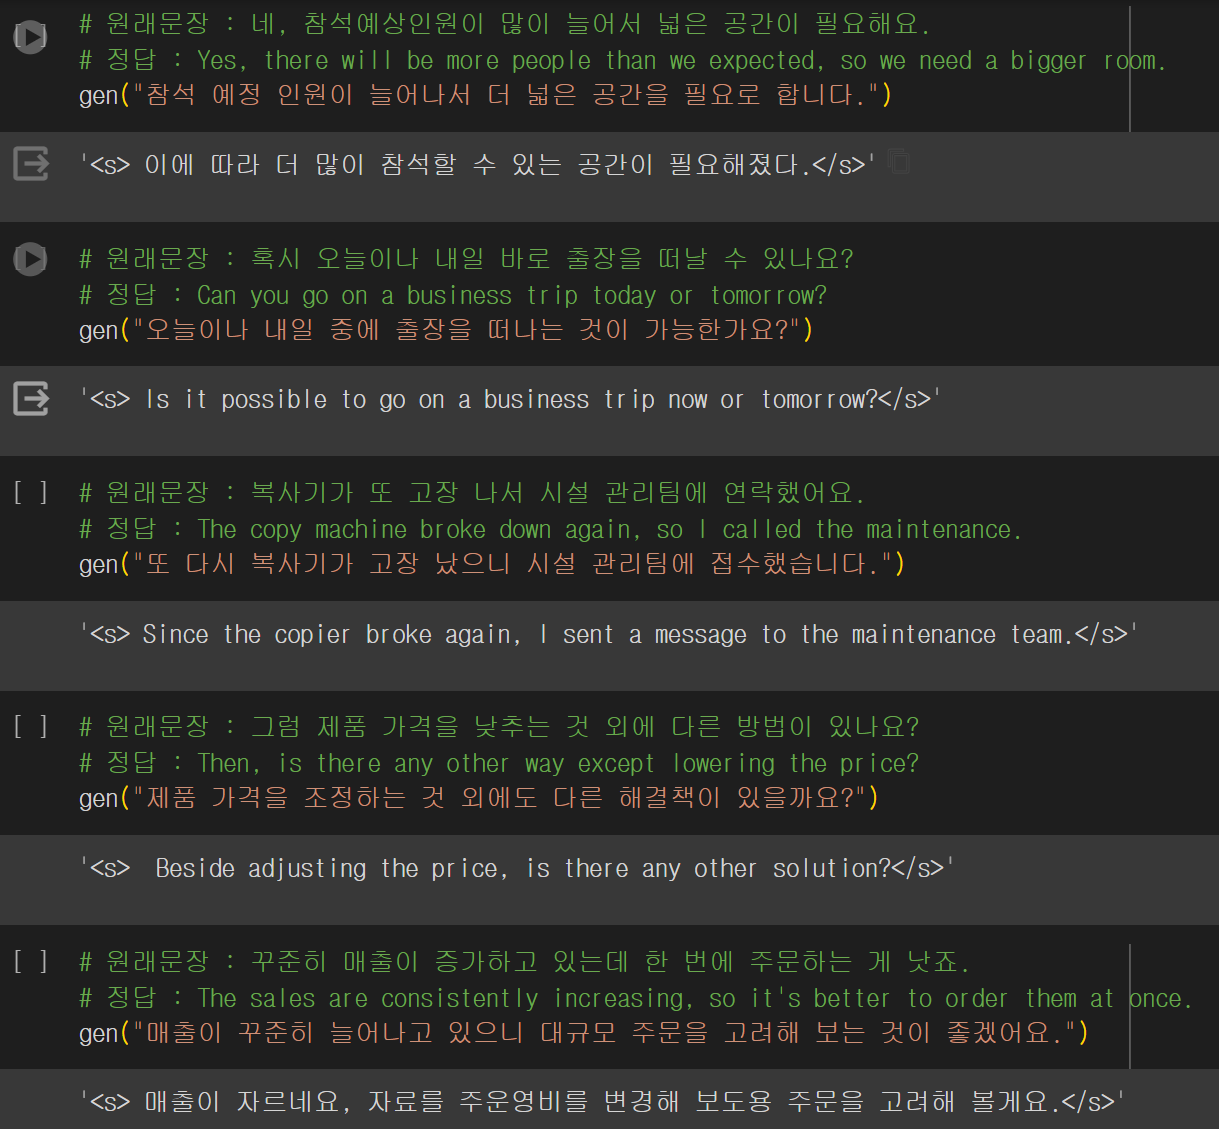 # 원래문장 : 네, 참석예상인원이 많이 늘어서 넓은 공간이 필요해요.
# 정답 : Yes, there will be more people than we expected, so we need a bigger room.
gen("참석 예정 인원이 늘어나서 더 넓은 공간을 필요로 합니다.")
'<s> 이에 따라 더 많이 참석할 수 있는 공간이 필요해졌다.</s>'
# 원래문장 : 혹시 오늘이나 내일 바로 출장을 떠날 수 있나요?
# 정답 : Can you go on a business trip today or tomorrow?
gen("오늘이나 내일 중에 출장을 떠나는 것이 가능한가요?")
'<s> Is it possible to go on a business trip now or tomorrow?</s>'
[ ] # 원래문장 : 복사기가 또 고장 나서 시설 관리팀에 연락했어요.
# 정답 : The copy machine broke down again, so I called the maintenance.
gen("또 다시 복사기가 고장 났으니 시설 관리팀에 접수했습니다.")
'<s> Since the copier broke again, I sent a message to the maintenance team.</s>'
[ ] # 원래문장 : 그럼 제품 가격을 낮추는 것 외에 다른 방법이 있나요?
# 정답 : Then, is there any other way except lowering the price?
gen("제품 가격을 조정하는 것 외에도 다른 해결책이 있을까요?")
'<s>  Beside adjusting the price, is there any other solution?</s>'
[ ] # 원래문장 : 꾸준히 매출이 증가하고 있는데 한 번에 주문하는 게 낫죠.
# 정답 : The sales are consistently increasing, so it's better to order them at once.
gen("매출이 꾸준히 늘어나고 있으니 대규모 주문을 고려해 보는 것이 좋겠어요.")
'<s> 매출이 자르네요, 자료를 주운영비를 변경해 보도용 주문을 고려해 볼게요.</s>'